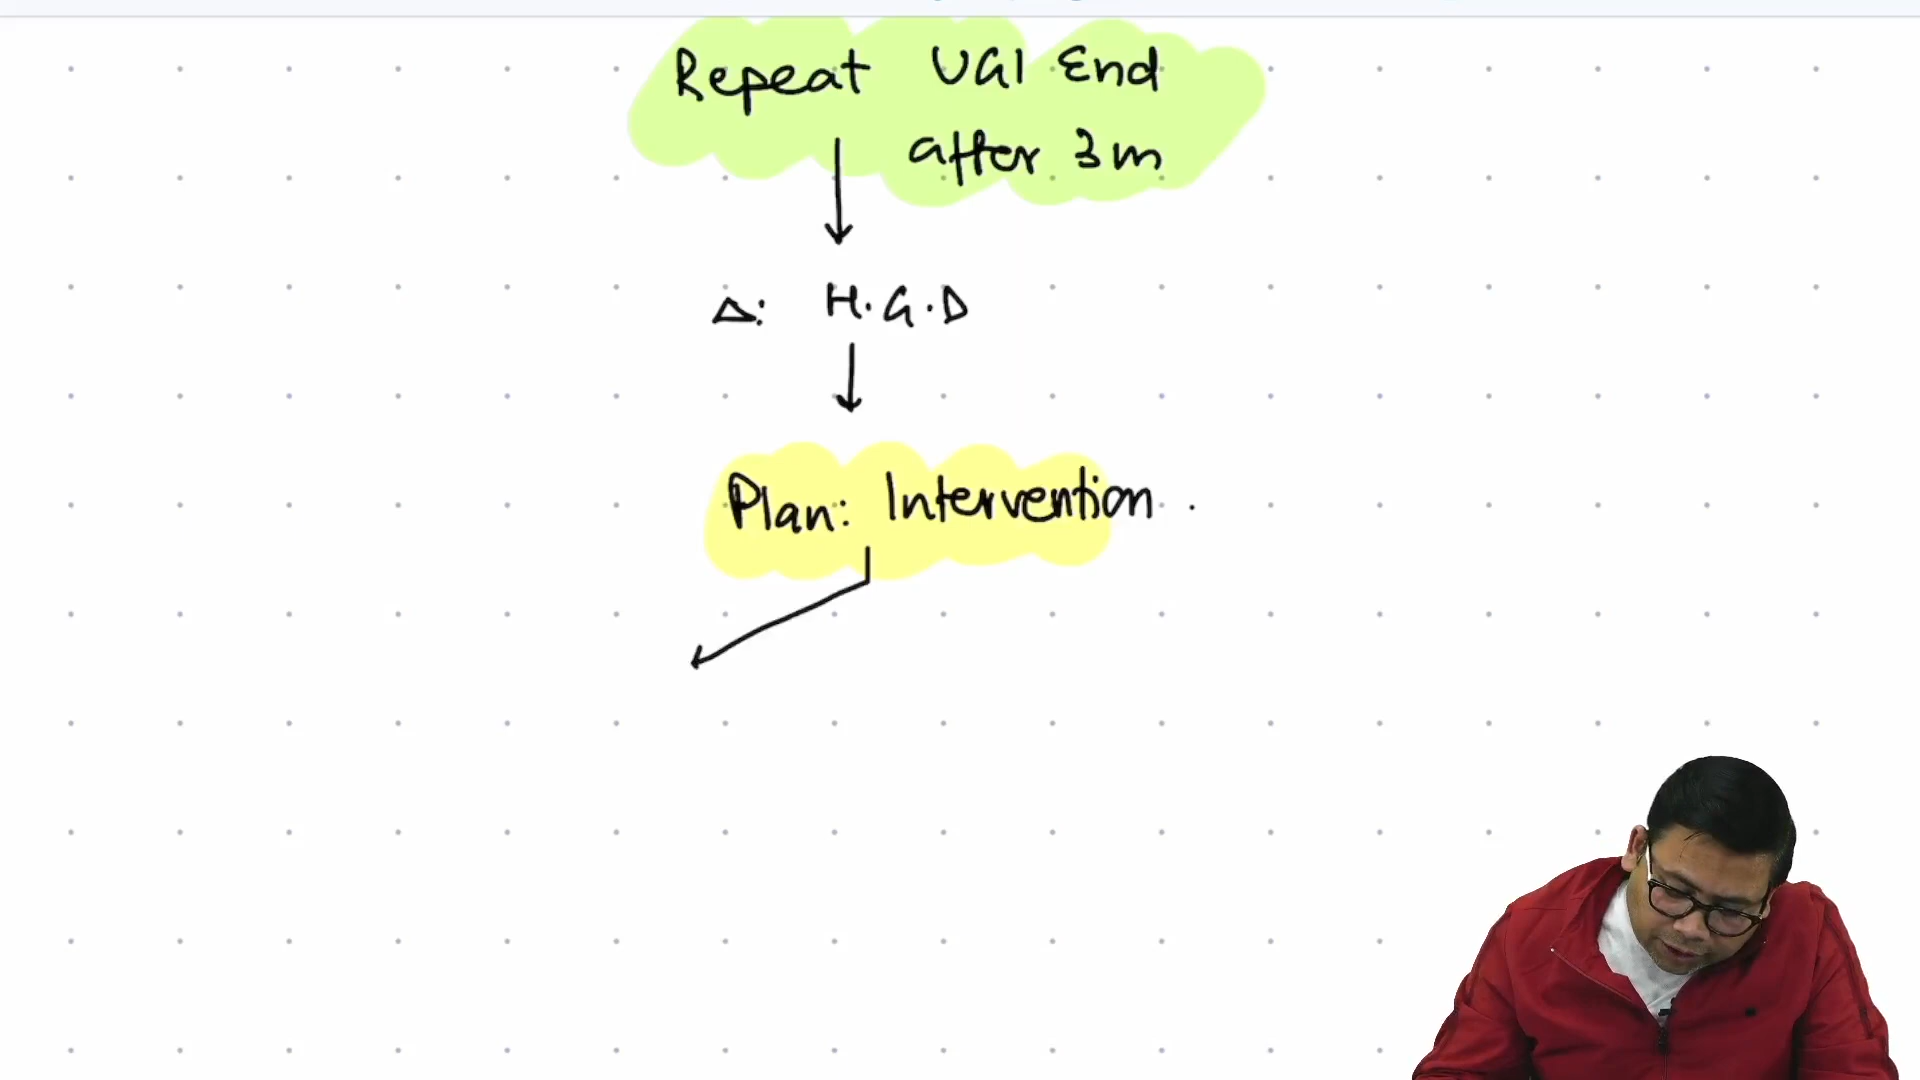 Repeat UGI End
after 3m
Δ: H.G.D
Plan: Intervention.